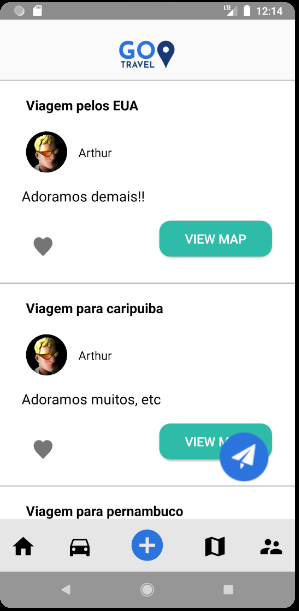 LTE 12:14
GO
TRAVEL
Viagem pelos EUA
Arthur
Adoramos demais!!
VIEW MAP
Viagem para caripuiba
Arthur
Adoramos muitos, etc
VIEW
Viagem para pernambuco